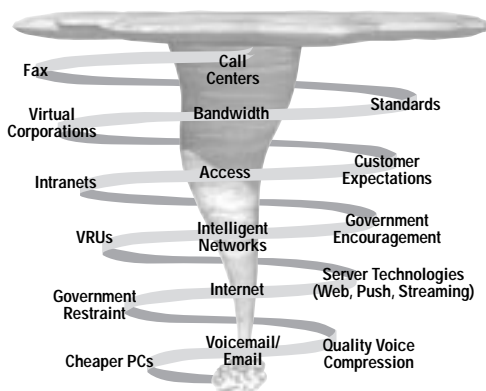 Fax
Call
Centers
Standards
Virtual
Corporations
Bandwidth
Customer
Expectations
Intranets
Access
Government
Encouragement
VRUs
Intelligent
Networks
Server Technologies
(Web, Push, Streaming)
Government
Restraint
Internet
Quality Voice
Compression
Cheaper PCs
Voicemail/
Email